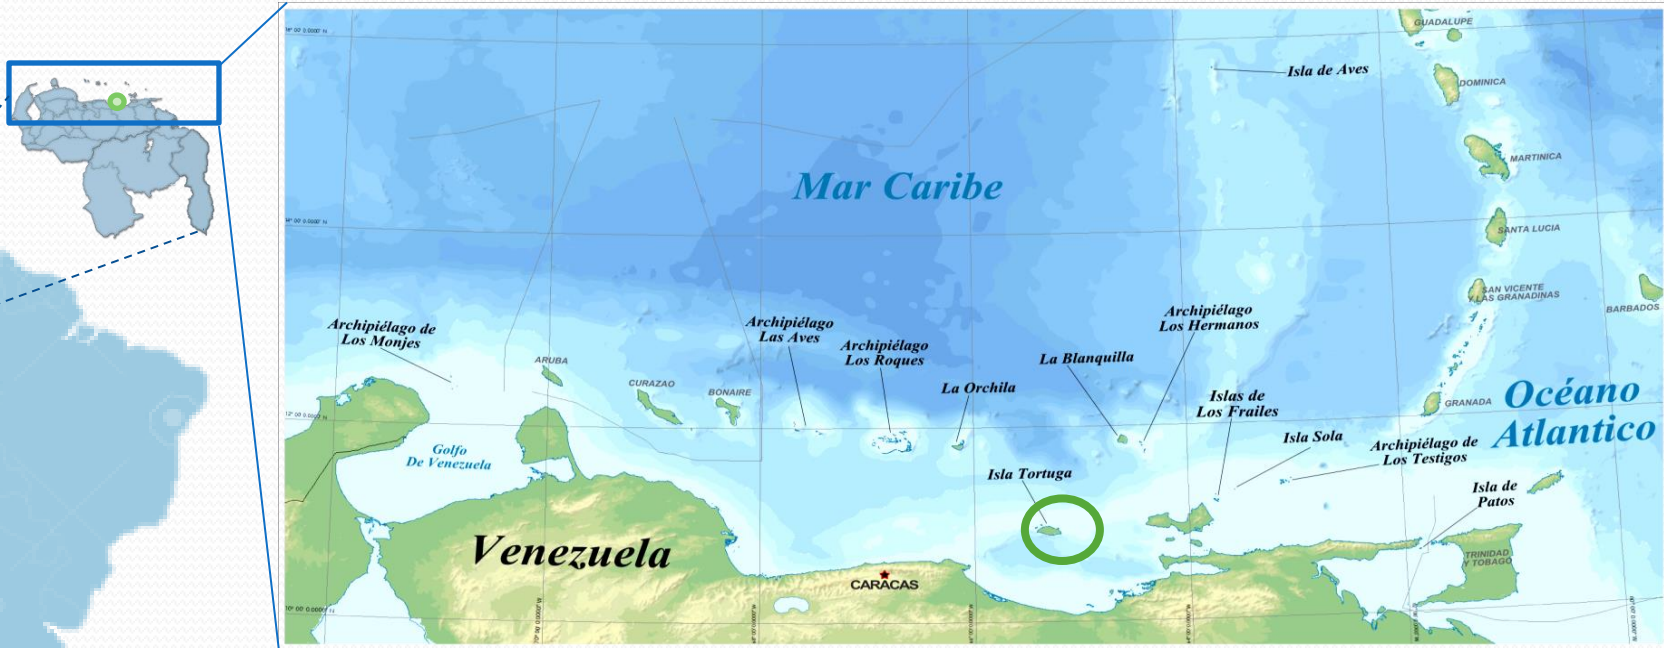 GUADALUPE
Isla de Aves
DOMINICA
MARTINICA
Mar Caribe
SANTA LUCIA
SAN VICENTE
Y LAS GRANADINAS
BARBADOS
Archipiélago
Los Hermanos
Archipiélago de
Los Monjes
Archipiélago
Las Aves
Archipiélago
Los Roques
La Blanquilla
ARUBA
CURAZAO
BONAIRE
La Orchila
Islas de
Los Frailes
GRANADA
Océano
Atlantico
Isla Sola
Archipiélago de
Los Testigos
Golfo
De Venezuela
Isla Tortuga
Isla de
Patos
Venezuela
CARACAS
TRINIDAD
Y TOBAGO